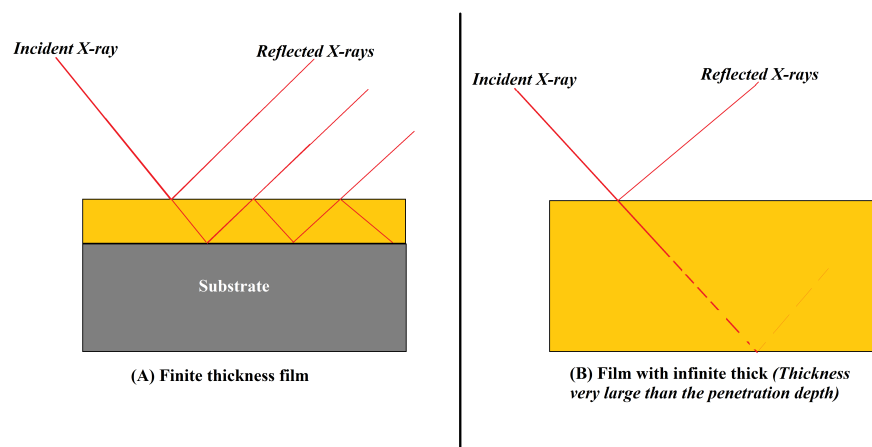 Incident X-ray
Reflected X-rays
Substrate
(A) Finite thickness film
Incident X-ray
Reflected X-rays
(B) Film with infinite thick (Thickness
very large than the penetration depth)